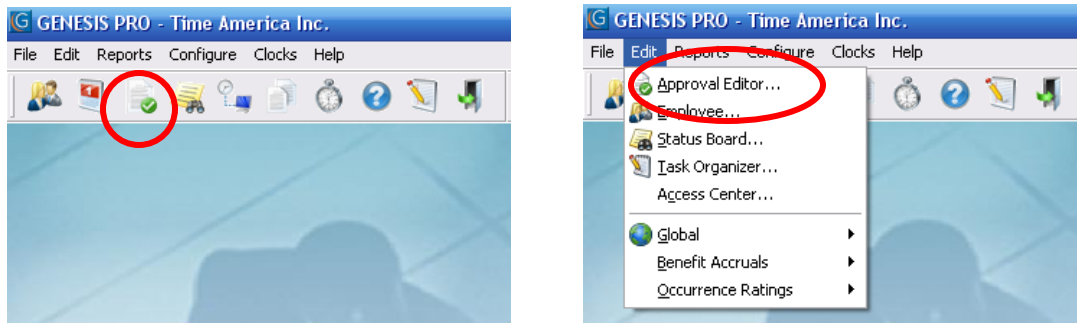 GENESIS PRO - Time America Inc.
File Edit Reports Configure Clocks Help
GENESIS PRO - Time America Inc.
File Edit Reports Configure Clocks Help
Approval Editor...
Employee...
Status Board...
Task Organizer...
Access Center...
Global
Benefit Accruals
Occurrence Ratings